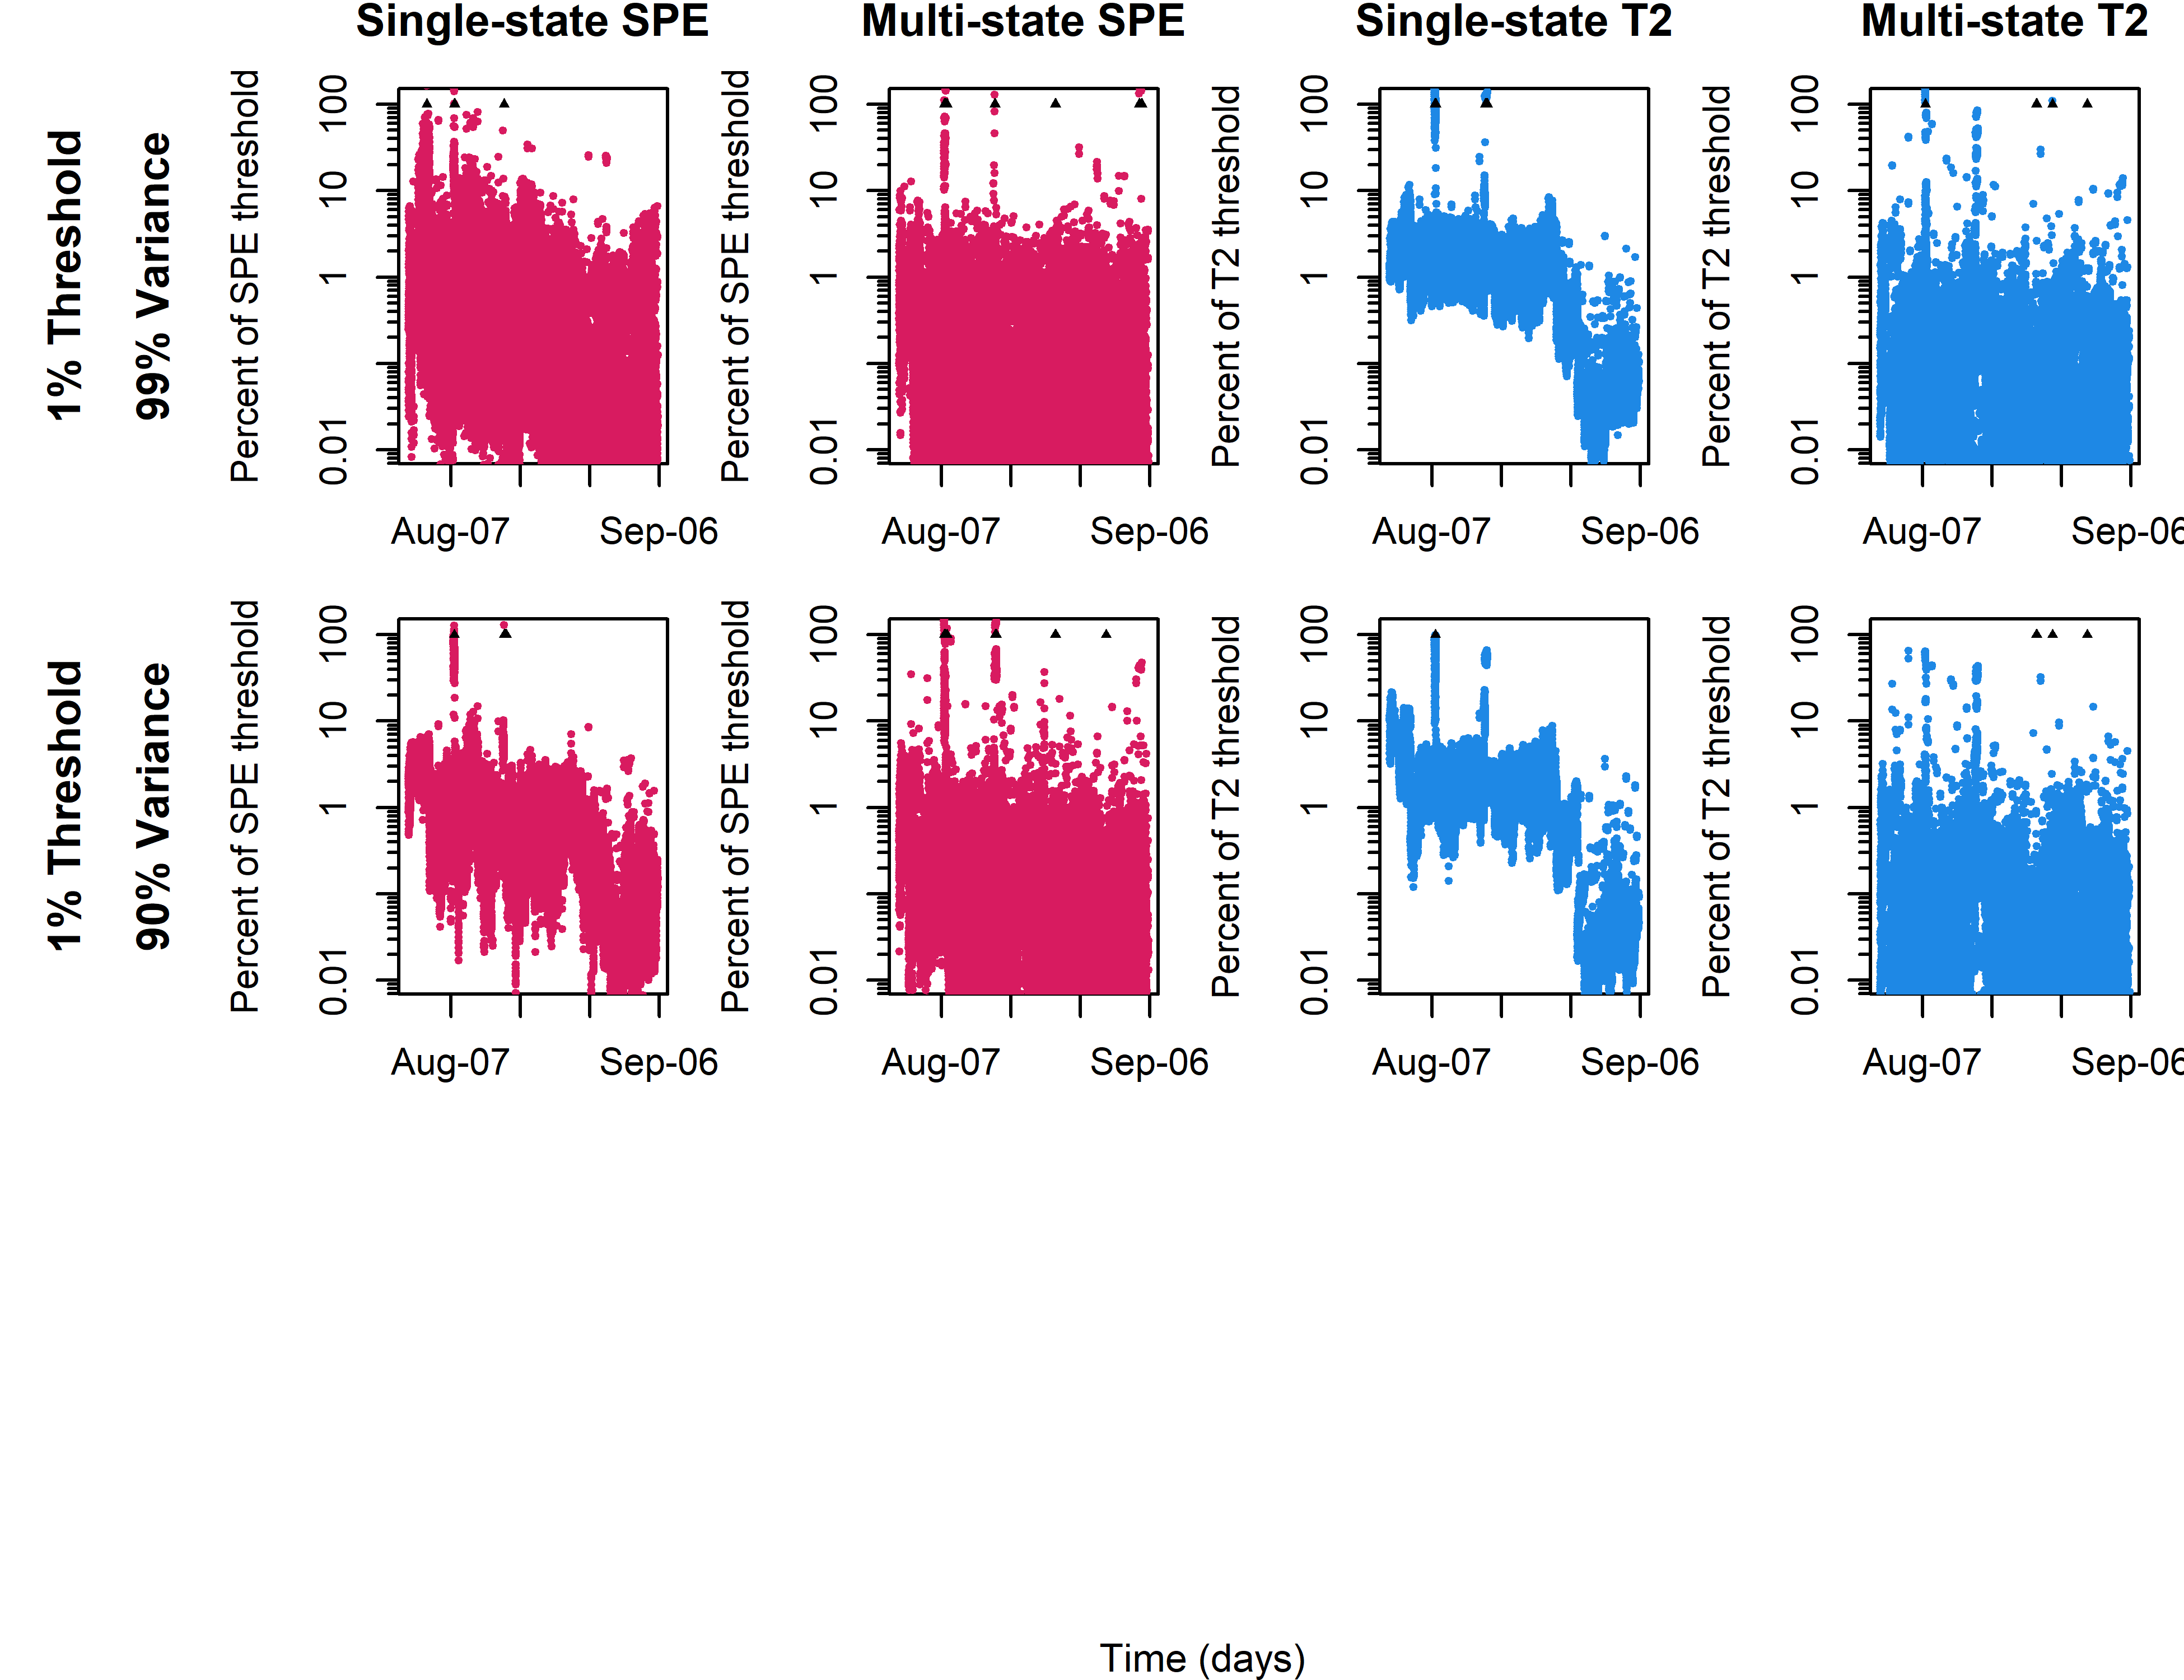 Single-state SPE
Multi-state SPE
Single-state T2
Multi-state T2
1% Threshold
99% Variance
Percent of SPE threshold
100
10
1
0.01
Aug-07
Sep-06
Percent of SPE threshold
100
10
1
0.01
Aug-07
Sep-06
Percent of T2 threshold
100
10
1
0.01
Aug-07
Sep-06
Percent of T2 threshold
100
10
1
0.01
Aug-07
Sep-06
1% Threshold
90% Variance
Percent of SPE threshold
100
10
1
0.01
Aug-07
Sep-06
Percent of SPE threshold
100
10
1
0.01
Aug-07
Sep-06
Percent of T2 threshold
100
10
1
0.01
Aug-07
Sep-06
Percent of T2 threshold
100
10
1
0.01
Aug-07
Sep-06
Time (days)